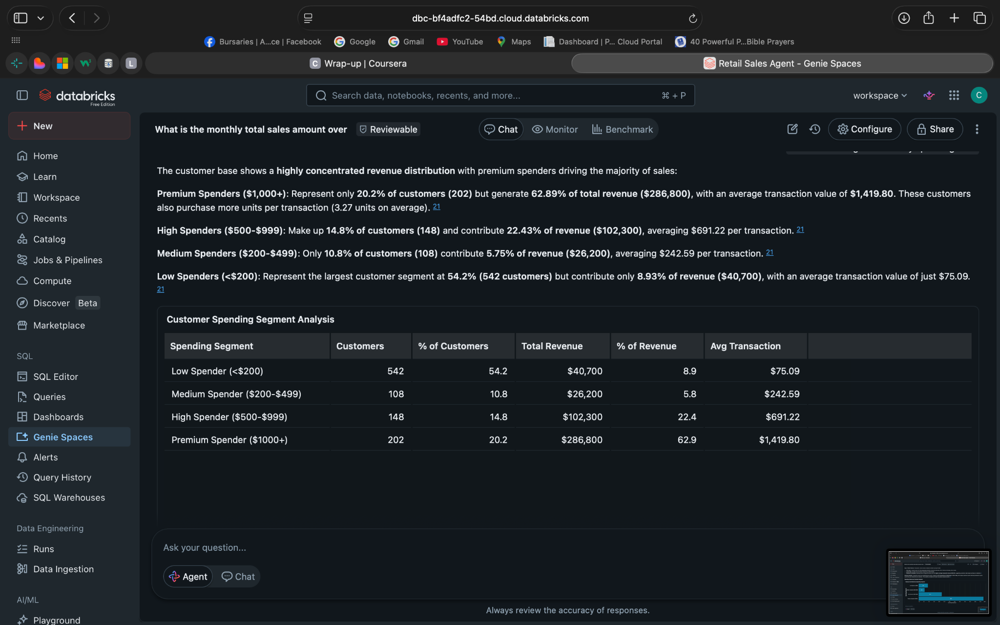 dbc-bf4adfc2-54bd.cloud.databricks.com
Bursaries | A...ce | Facebook
Google
Gmail
YouTube
Maps
Dashboard | P... Cloud Portal
40 Powerful P...Bible Prayers
L
C Wrap-up | Coursera
Retail Sales Agent - Genie Spaces
databricks
Free Edition
Search data, notebooks, recents, and more...
⌘ + P
workspace
C
New
Home
Learn
Workspace
Recents
Catalog
Jobs & Pipelines
Compute
Discover Beta
Marketplace
SQL
SQL Editor
Queries
Dashboards
Genie Spaces
Alerts
Query History
SQL Warehouses
Data Engineering
Runs
Data Ingestion
AI/ML
Playground
What is the monthly total sales amount over
Reviewable
Chat
Monitor
Benchmark
Configure
Share
The customer base shows a highly concentrated revenue distribution with premium spenders driving the majority of sales:
Premium Spenders ($1,000+): Represent only 20.2% of customers (202) but generate 62.89% of total revenue ($286,800), with an average transaction value of $1,419.80. These customers
also purchase more units per transaction (3.27 units on average). 21
High Spenders ($500-$999): Make up 14.8% of customers (148) and contribute 22.43% of revenue ($102,300), averaging $691.22 per transaction. 21
Medium Spenders ($200-$499): Only 10.8% of customers (108) contribute 5.75% of revenue ($26,200), averaging $242.59 per transaction. 21
Low Spenders (<$200): Represent the largest customer segment at 54.2% (542 customers) but contribute only 8.93% of revenue ($40,700), with an average transaction value of just $75.09.
21
Customer Spending Segment Analysis
Spending Segment Customers % of Customers Total Revenue % of Revenue Avg Transaction
Low Spender (<$200) 542 54.2 $40,700 8.9 $75.09
Medium Spender ($200-$499) 108 10.8 $26,200 5.8 $242.59
High Spender ($500-$999) 148 14.8 $102,300 22.4 $691.22
Premium Spender ($1000+) 202 20.2 $286,800 62.9 $1,419.80
Ask your question...
Agent
Chat
Always review the accuracy of responses.